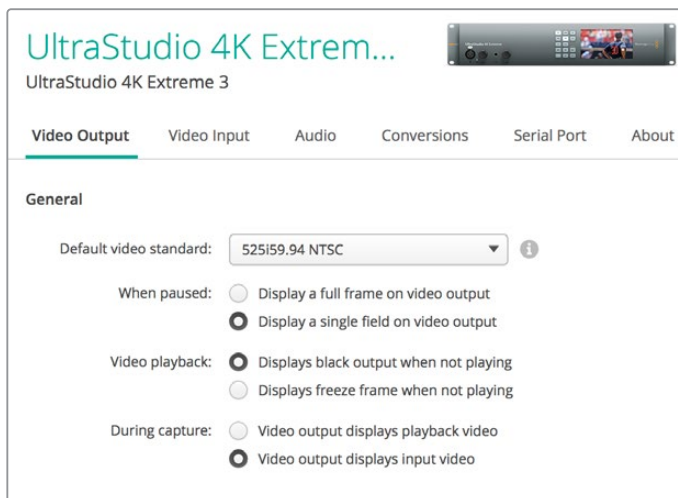 UltraStudio 4K Extrem...
UltraStudio 4K Extreme 3
Video Output Video Input Audio Conversions Serial Port About
General
Default video standard: 525i59.94 NTSC
When paused: Display a full frame on video output
Display a single field on video output
Video playback: Displays black output when not playing
Displays freeze frame when not playing
During capture: Video output displays playback video
Video output displays input video